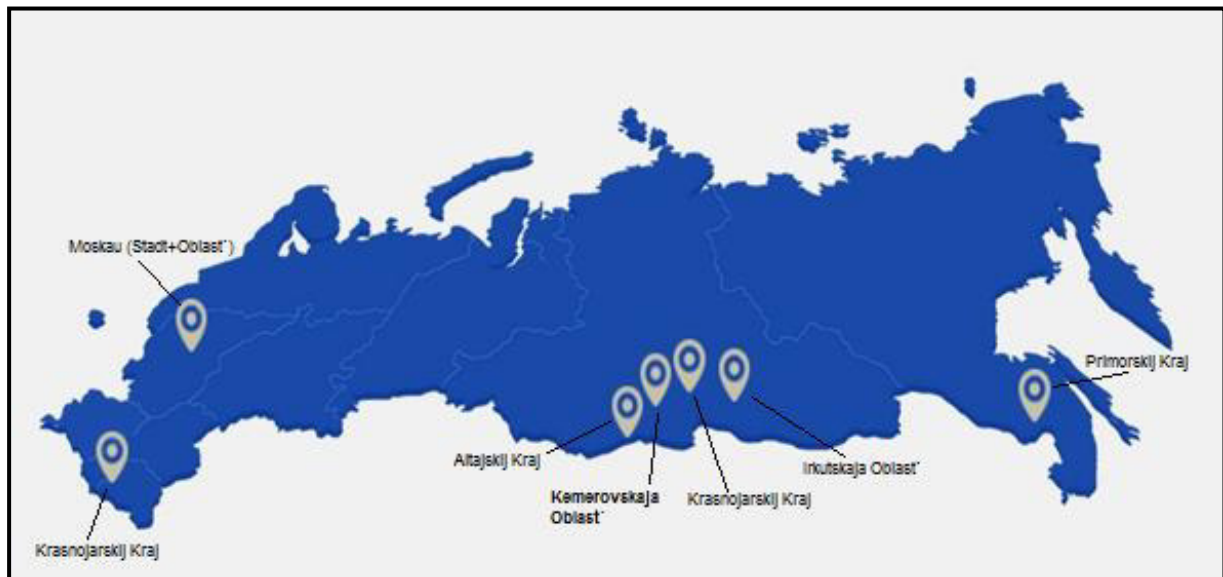 Moskau (Stadt+Oblast´)
Primorskij Kraj
Altajskij Kraj
Irkutskaja Oblast´
Kemerovskaja
Oblast´
Krasnojarskij Kraj
Krasnojarskij Kraj